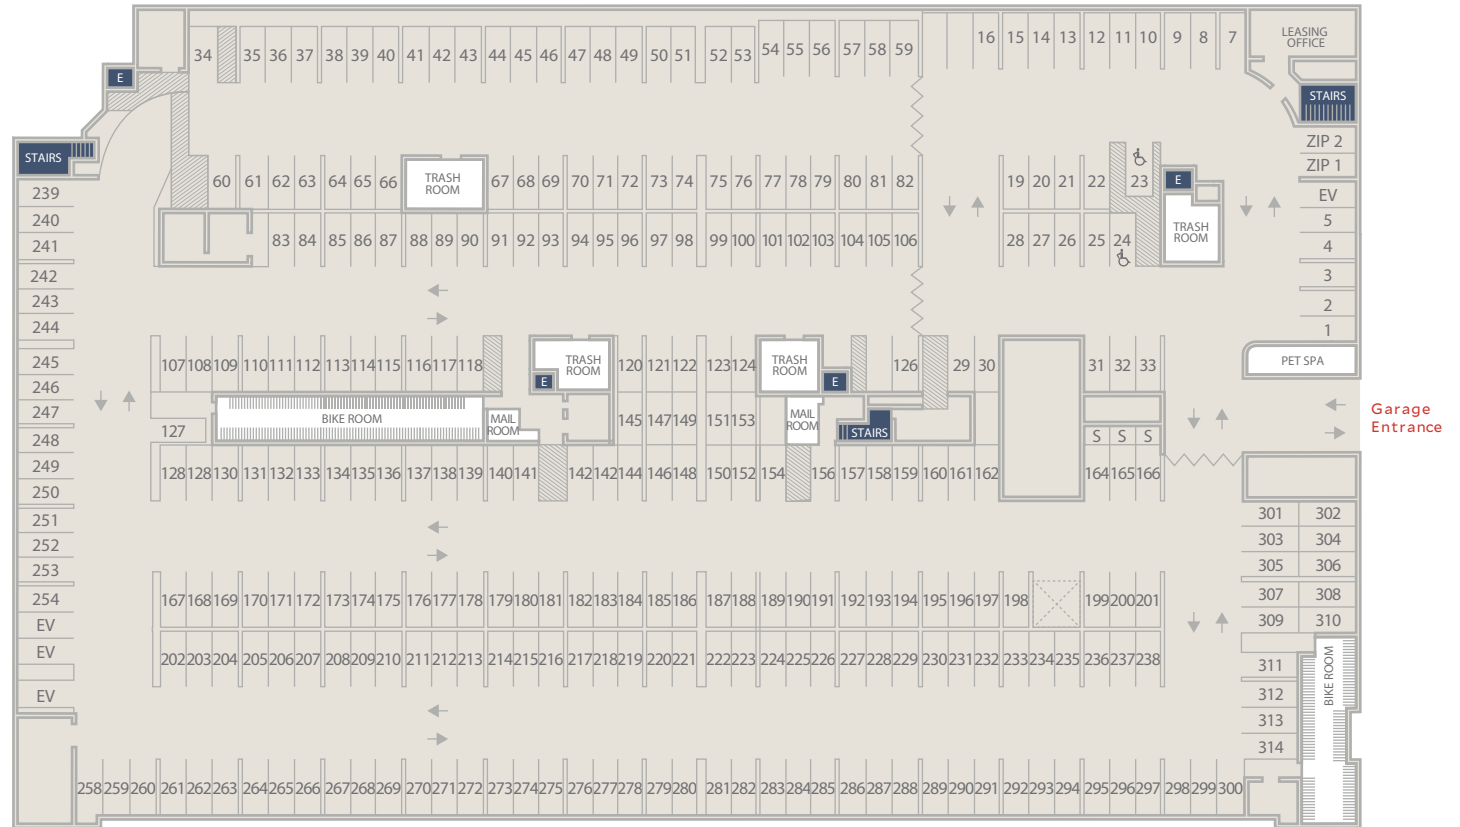 34 35 36 37 38 39 40 41 42 43 44 45 46 47 48 49 50 51 52 53 54 55 56 57 58 59 16 15 14 13 12 11 10 9 8 7
LEASING
OFFICE
E
STAIRS
STAIRS
ZIP 2
ZIP 1
60 61 62 63 64 65 66
TRASH
ROOM
67 68 69 70 71 72 73 74 75 76 77 78 79 80 81 82 19 20 21 22 23
E
TRASH
ROOM
83 84 85 86 87 88 89 90 91 92 93 94 95 96 97 98 99 100 101 102 103 104 105 106 28 27 26 25 24
EV
5
4
3
2
1
PET SPA
Garage
Entrance
239
240
241
242
243
244
245
246
247
248
249
250
251
252
253
254
EV
EV
EV
107 108 109 110 111 112 113 114 115 116 117 118
TRASH
ROOM
E
120 121 122 123 124
TRASH
ROOM
E
126 29 30 31 32 33
127
BIKE ROOM
MAIL
ROOM
145 147 149 151 153
MAIL
ROOM
STAIRS
S S S
128 128 130 131 132 133 134 135 136 137 138 139 140 141 142 142 144 146 148 150 152 154 156 157 158 159 160 161 162 164 165 166
167 168 169 170 171 172 173 174 175 176 177 178 179 180 181 182 183 184 185 186 187 188 189 190 191 192 193 194 195 196 197 198 199 200 201
202 203 204 205 206 207 208 209 210 211 212 213 214 215 216 217 218 219 220 221 222 223 224 225 226 227 228 229 230 231 232 233 234 235 236 237 238
301 302
303 304
305 306
307 308
309 310
311
312
313
314
BIKE ROOM
258 259 260 261 262 263 264 265 266 267 268 269 270 271 272 273 274 275 276 277 278 279 280 281 282 283 284 285 286 287 288 289 290 291 292 293 294 295 296 297 298 299 300